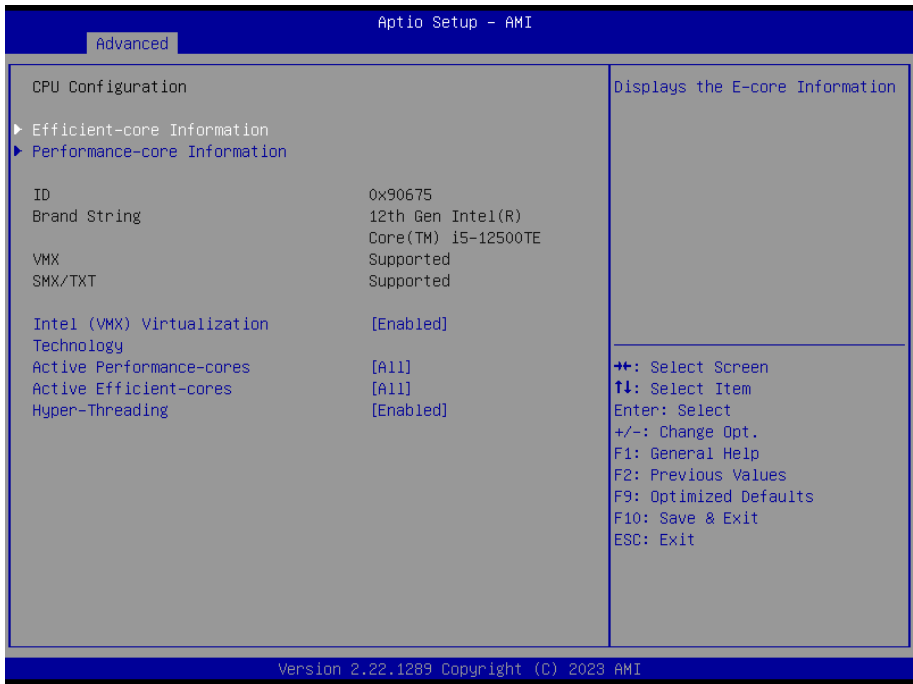 Aptio Setup – AMI
Advanced
CPU Configuration
Efficient-core Information
Performance-core Information
ID 0x90675
Brand String 12th Gen Intel(R)
Core(TM) i5-12500TE
VMX Supported
SMX/TXT Supported
Intel (VMX) Virtualization [Enabled]
Technology
Active Performance-cores [All]
Active Efficient-cores [All]
Hyper-Threading [Enabled]
Displays the E-core Information
→←: Select Screen
↑↓: Select Item
Enter: Select
+/-: Change Opt.
F1: General Help
F2: Previous Values
F9: Optimized Defaults
F10: Save & Exit
ESC: Exit
Version 2.22.1289 Copyright (C) 2023 AMI